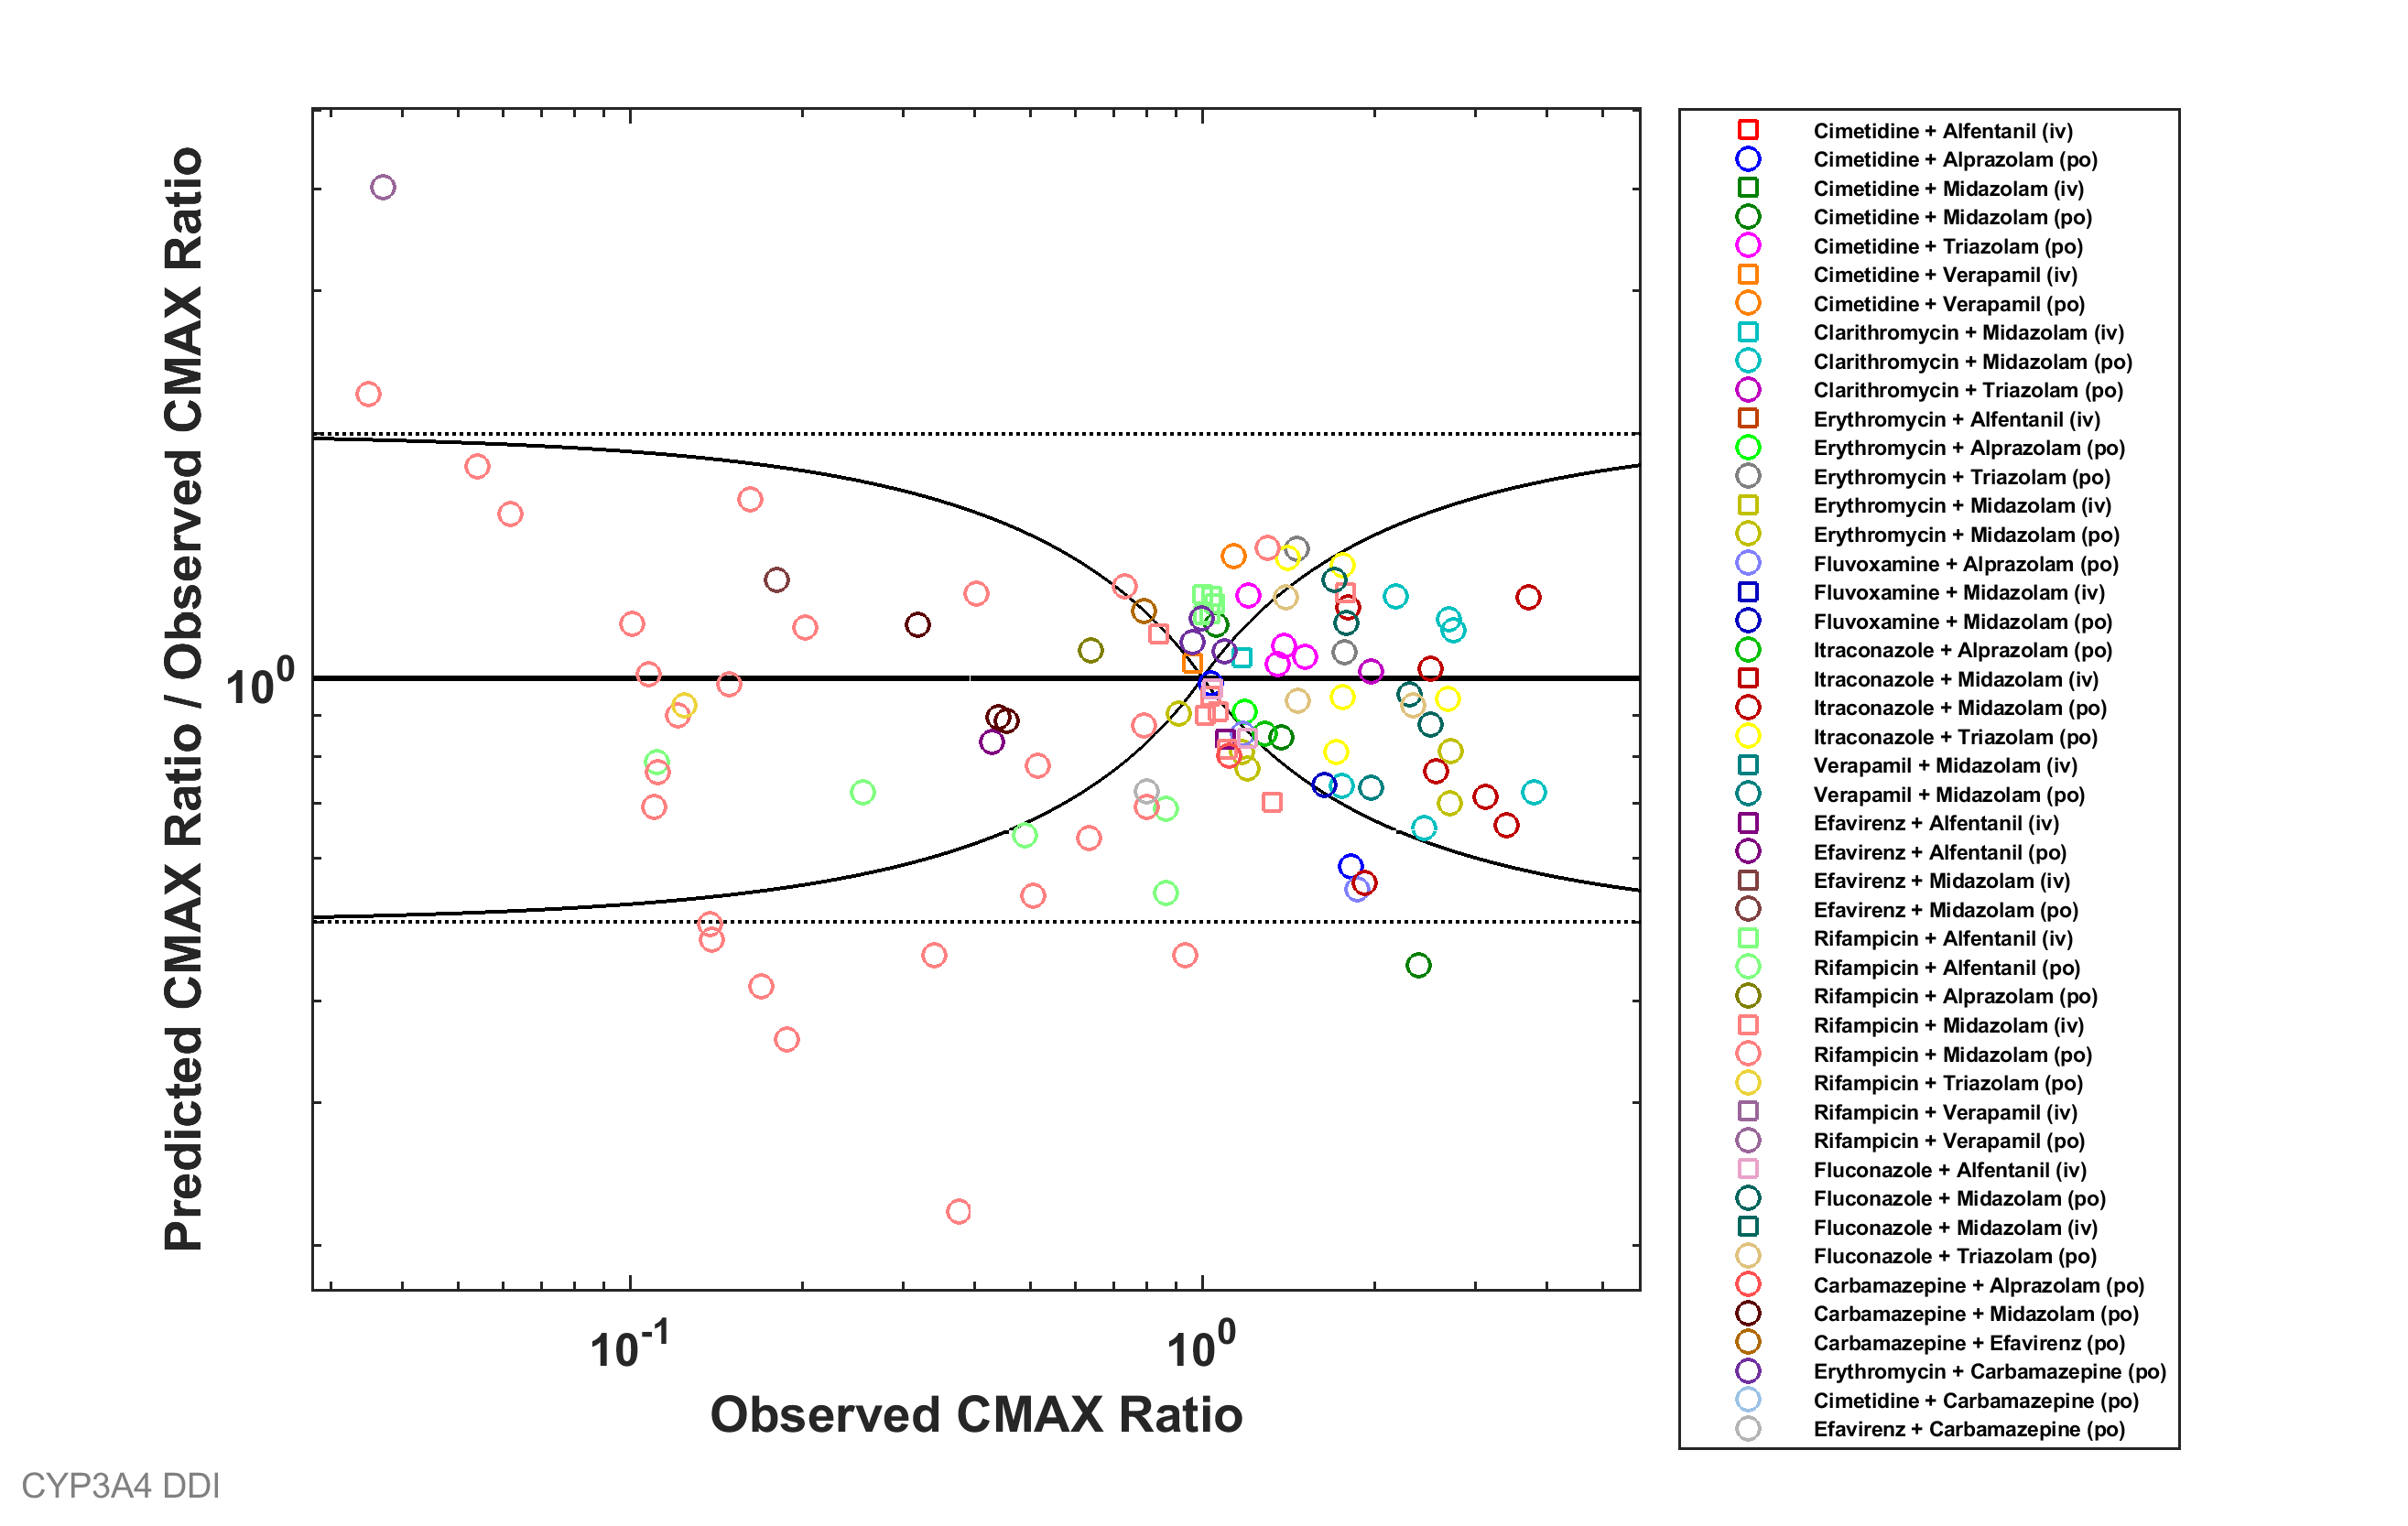 Predicted CMAX Ratio / Observed CMAX Ratio
10^0
10^-1
10^0
Observed CMAX Ratio
Cimetidine + Alfentanil (iv)
Cimetidine + Alprazolam (po)
Cimetidine + Midazolam (iv)
Cimetidine + Midazolam (po)
Cimetidine + Triazolam (po)
Cimetidine + Verapamil (iv)
Cimetidine + Verapamil (po)
Clarithromycin + Midazolam (iv)
Clarithromycin + Midazolam (po)
Clarithromycin + Triazolam (po)
Erythromycin + Alfentanil (iv)
Erythromycin + Alprazolam (po)
Erythromycin + Triazolam (po)
Erythromycin + Midazolam (iv)
Erythromycin + Midazolam (po)
Fluvoxamine + Alprazolam (po)
Fluvoxamine + Midazolam (iv)
Fluvoxamine + Midazolam (po)
Itraconazole + Alprazolam (po)
Itraconazole + Midazolam (iv)
Itraconazole + Midazolam (po)
Itraconazole + Triazolam (po)
Verapamil + Midazolam (iv)
Verapamil + Midazolam (po)
Efavirenz + Alfentanil (iv)
Efavirenz + Alfentanil (po)
Efavirenz + Midazolam (iv)
Efavirenz + Midazolam (po)
Rifampicin + Alfentanil (iv)
Rifampicin + Alfentanil (po)
Rifampicin + Alprazolam (po)
Rifampicin + Midazolam (iv)
Rifampicin + Midazolam (po)
Rifampicin + Triazolam (po)
Rifampicin + Verapamil (iv)
Rifampicin + Verapamil (po)
Fluconazole + Alfentanil (iv)
Fluconazole + Midazolam (po)
Fluconazole + Midazolam (iv)
Fluconazole + Triazolam (po)
Carbamazepine + Alprazolam (po)
Carbamazepine + Midazolam (po)
Carbamazepine + Efavirenz (po)
Erythromycin + Carbamazepine (po)
Cimetidine + Carbamazepine (po)
Efavirenz + Carbamazepine (po)
CYP3A4 DDI